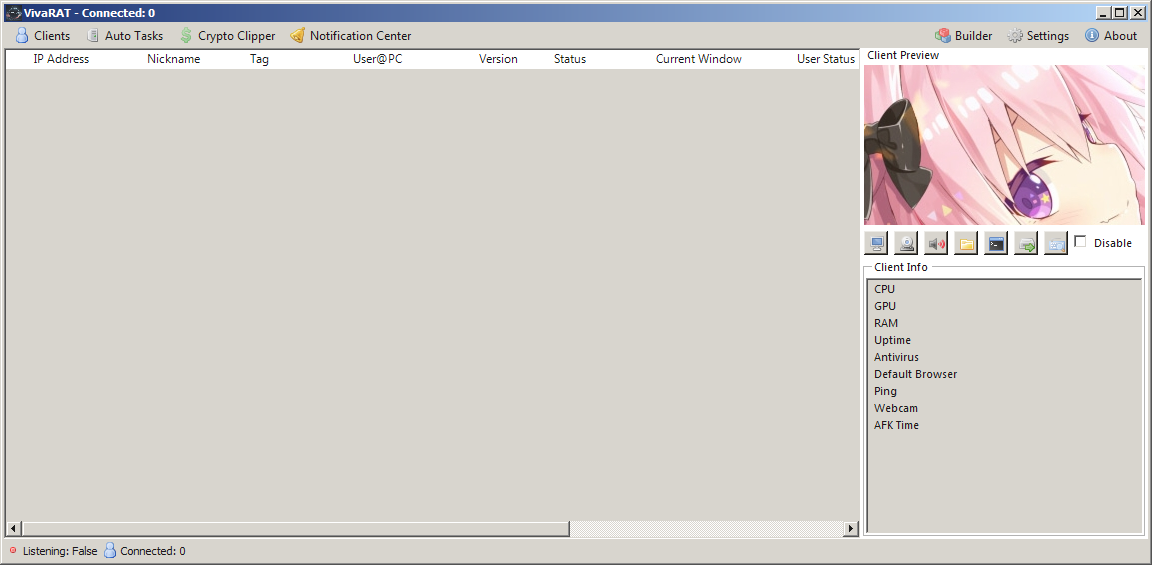 VivaRAT - Connected: 0
Clients Auto Tasks Crypto Clipper Notification Center Builder Settings About
IP Address Nickname Tag User@PC Version Status Current Window User Status
Client Preview
Disable
Client Info
CPU
GPU
RAM
Uptime
Antivirus
Default Browser
Ping
Webcam
AFK Time
Listening: False Connected: 0